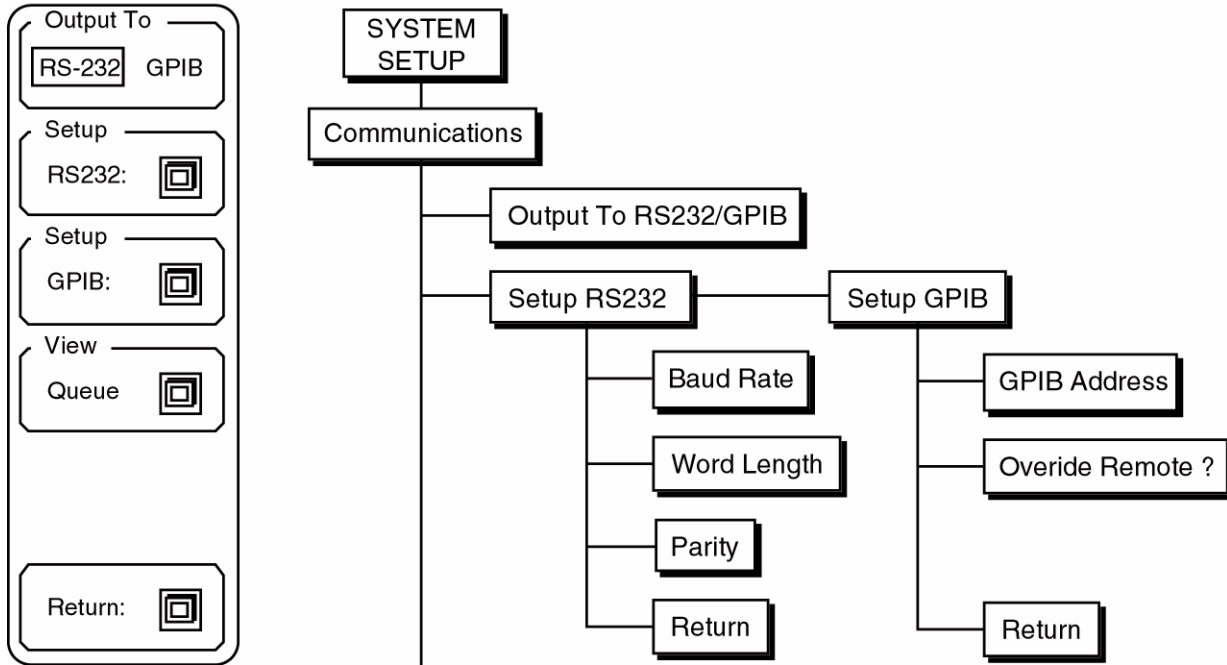 Output To
RS-232 GPIB
Setup
RS232:
Setup
GPIB:
View
Queue
Return:
SYSTEM
SETUP
Communications
Output To RS232/GPIB
Setup RS232
Setup GPIB
Baud Rate
GPIB Address
Word Length
Overide Remote ?
Parity
Return
Return